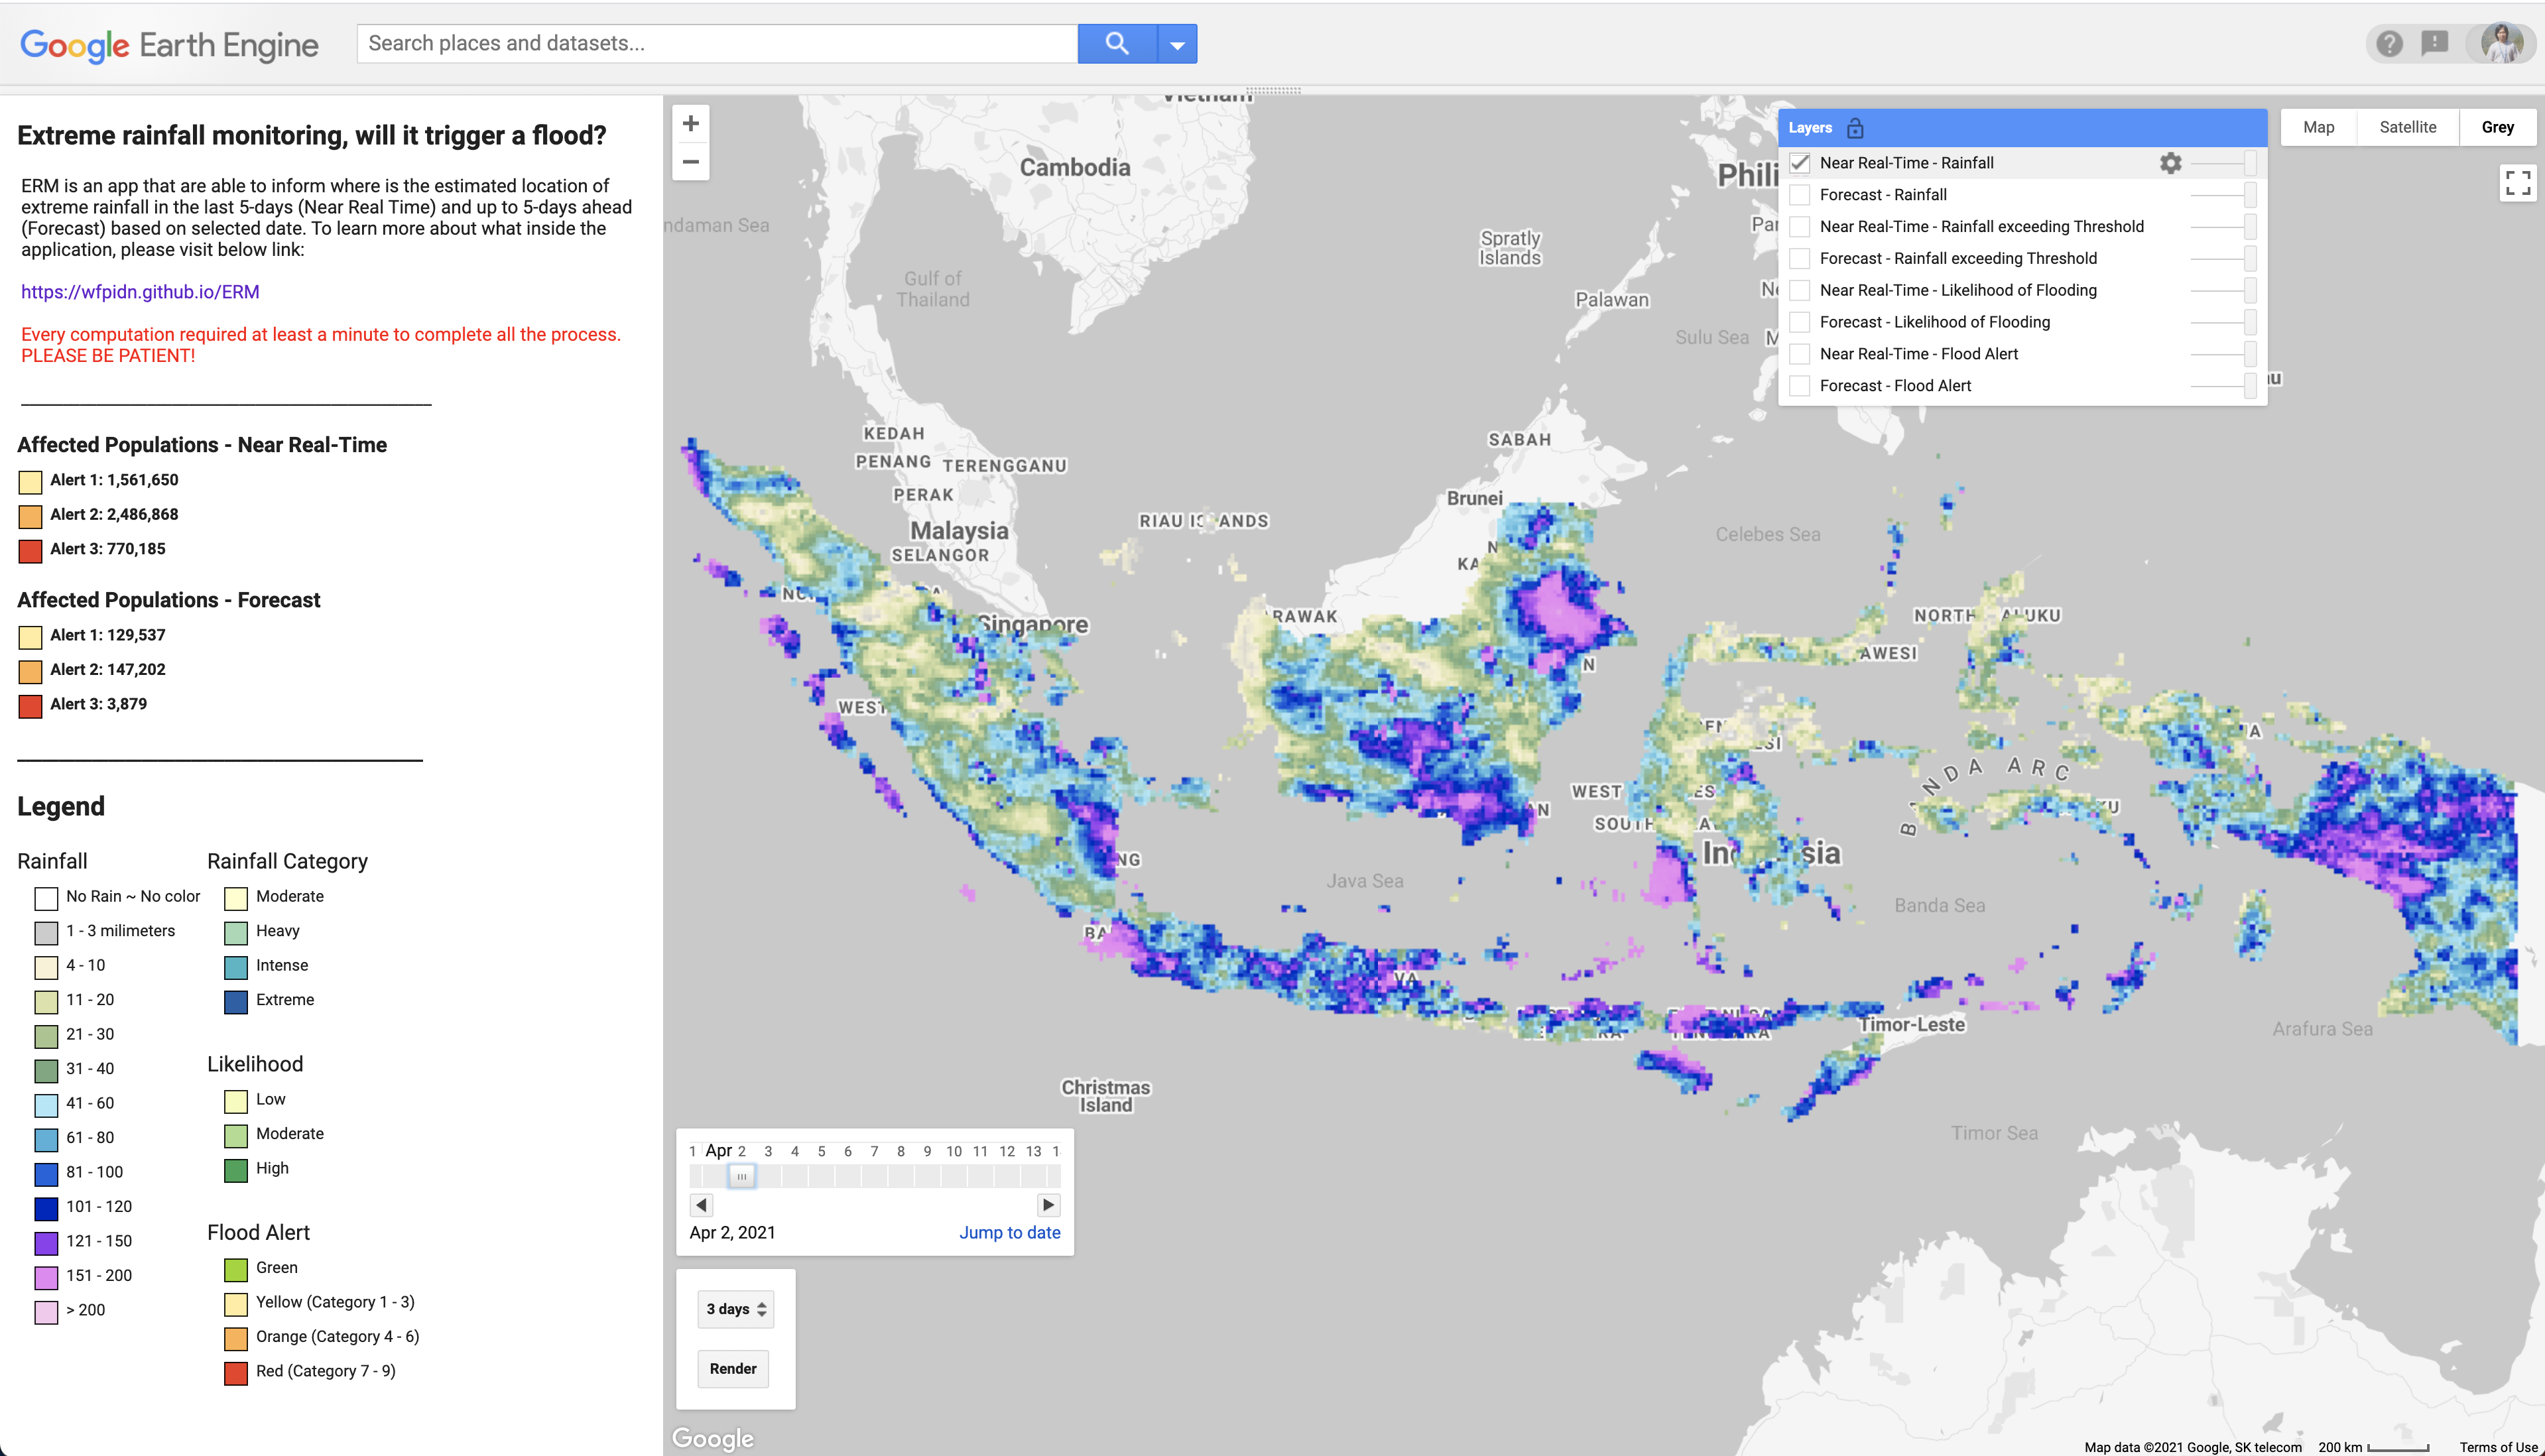 Google Earth Engine
Search places and datasets...
Extreme rainfall monitoring, will it trigger a flood?
ERM is an app that are able to inform where is the estimated location of
extreme rainfall in the last 5-days (Near Real Time) and up to 5-days ahead
(Forecast) based on selected date. To learn more about what inside the
application, please visit below link:
https://wfpidn.github.io/ERM
Every computation required at least a minute to complete all the process.
PLEASE BE PATIENT!
Affected Populations - Near Real-Time
Alert 1: 1,561,650
Alert 2: 2,486,868
Alert 3: 770,185
Affected Populations - Forecast
Alert 1: 129,537
Alert 2: 147,202
Alert 3: 3,879
Legend
Rainfall
No Rain ~ No color
1 - 3 milimeters
4 - 10
11 - 20
21 - 30
31 - 40
41 - 60
61 - 80
81 - 100
101 - 120
121 - 150
151 - 200
> 200
Rainfall Category
Moderate
Heavy
Intense
Extreme
Likelihood
Low
Moderate
High
Flood Alert
Green
Yellow (Category 1 - 3)
Orange (Category 4 - 6)
Red (Category 7 - 9)
+
−
Layers
Near Real-Time - Rainfall
Forecast - Rainfall
Near Real-Time - Rainfall exceeding Threshold
Forecast - Rainfall exceeding Threshold
Near Real-Time - Likelihood of Flooding
Forecast - Likelihood of Flooding
Near Real-Time - Flood Alert
Forecast - Flood Alert
Map
Satellite
Grey
Vietnam
Cambodia
Gulf of
Thailand
Spratly
Islands
Palawan
Sulu Sea
KEDAH
PENANG
TERENGGANU
PERAK
Malaysia
SELANGOR
RIAU ISLANDS
Singapore
SABAH
Brunei
Celebes Sea
WEST
WEST
Java Sea
BANDA ARC
Banda Sea
Timor-Leste
Arafura Sea
Timor Sea
Christmas
Island
1 Apr 2 3 4 5 6 7 8 9 10 11 12 13 1
Apr 2, 2021
Jump to date
3 days
Render
Google
Map data ©2021 Google, SK telecom
200 km
Terms of Use